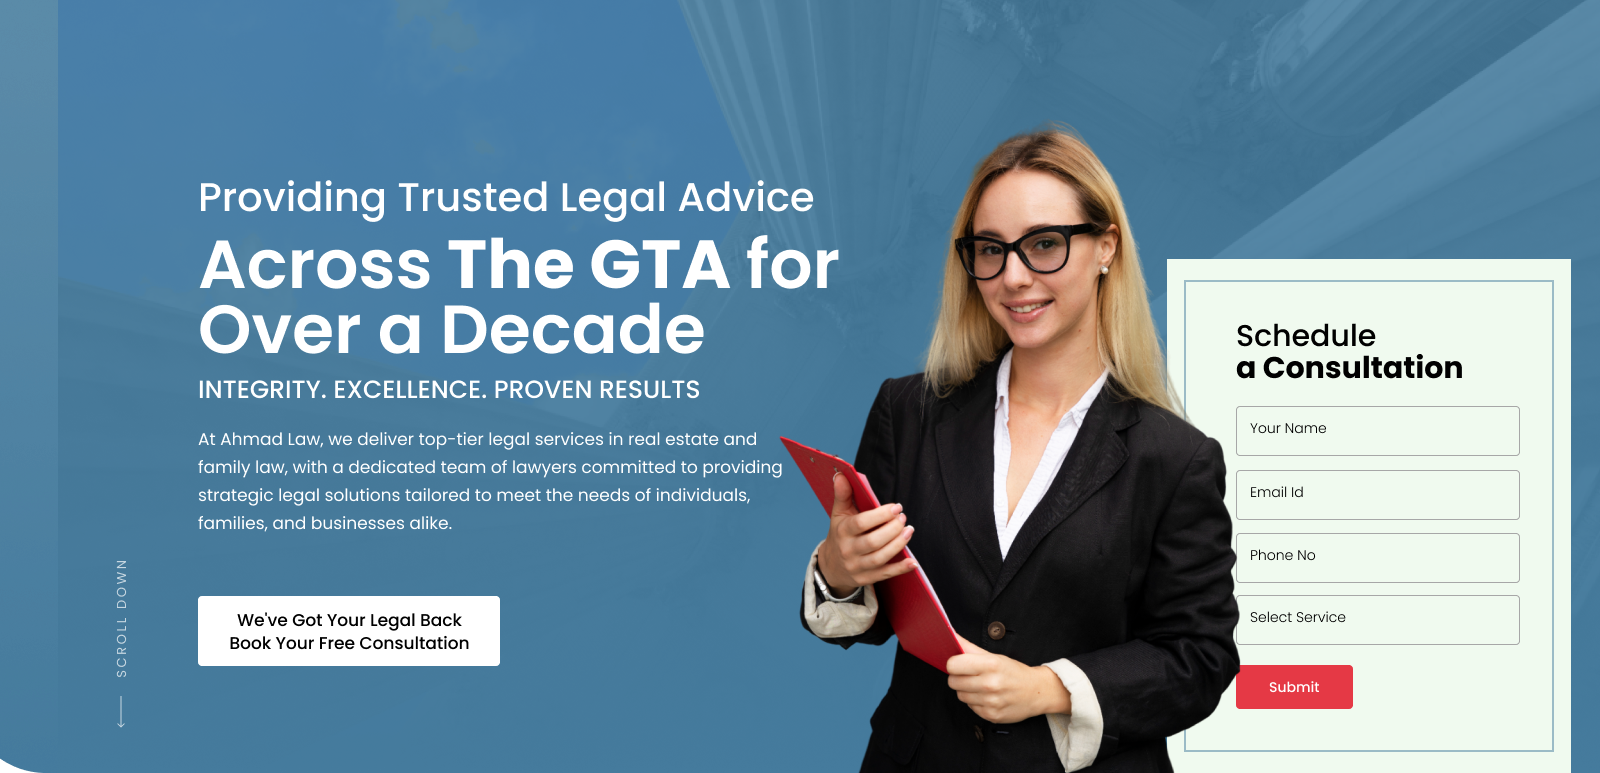 Providing Trusted Legal Advice
Across The GTA for
Over a Decade
INTEGRITY. EXCELLENCE. PROVEN RESULTS
At Ahmad Law, we deliver top-tier legal services in real estate and
family law, with a dedicated team of lawyers committed to providing
strategic legal solutions tailored to meet the needs of individuals,
families, and businesses alike.
We've Got Your Legal Back
Book Your Free Consultation
SCROLL DOWN
Schedule
a Consultation
Your Name
Email Id
Phone No
Select Service
Submit